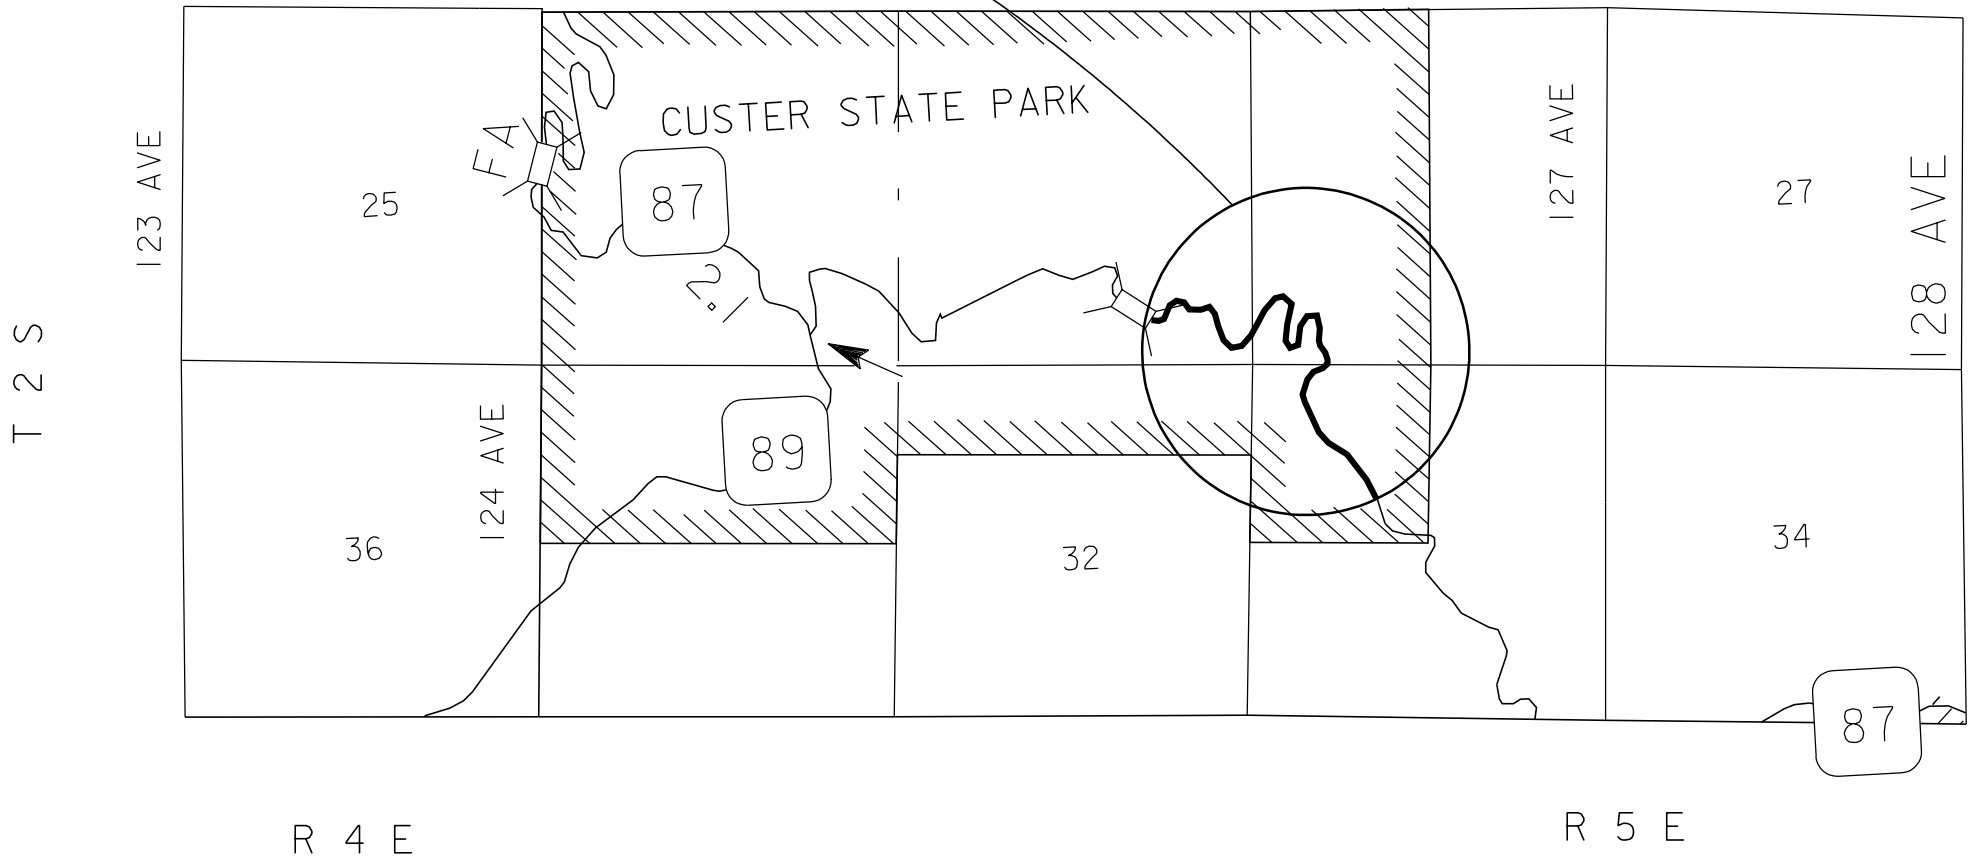 CUSTER STATE PARK
123 AVE
FA
127 AVE
25
87
27
128 AVE
2.1
T 2 S
124 AVE
89
36
32
34
87
R 4 E
R 5 E